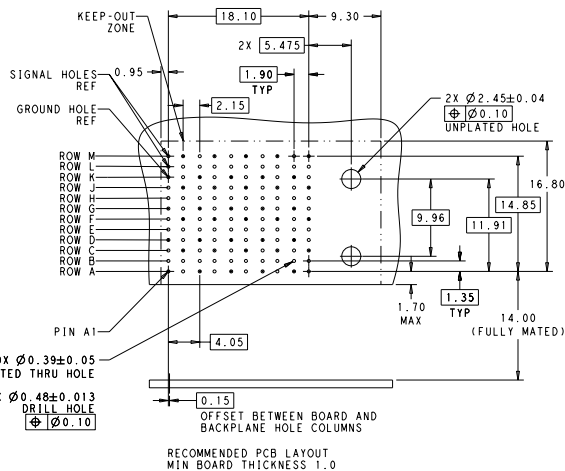 18.10
9.30
KEEP-OUT
ZONE
2X 5.475
SIGNAL HOLES
REF
0.95
1.90
TYP
GROUND HOLE
REF
2.15
2X Ø2.45±0.04
⌖ Ø0.10
UNPLATED HOLE
ROW M
ROW L
ROW K
ROW J
ROW H
ROW G
ROW F
ROW E
ROW D
ROW C
ROW B
ROW A
16.80
14.85
9.96
11.91
1.35
TYP
1.70
MAX
14.00
(FULLY MATED)
PIN A1
4.05
X Ø0.39±0.05
TED THRU HOLE
Ø0.48±0.013
DRILL HOLE
⌖ Ø0.10
0.15
OFFSET BETWEEN BOARD AND
BACKPLANE HOLE COLUMNS
RECOMMENDED PCB LAYOUT
MIN BOARD THICKNESS 1.0